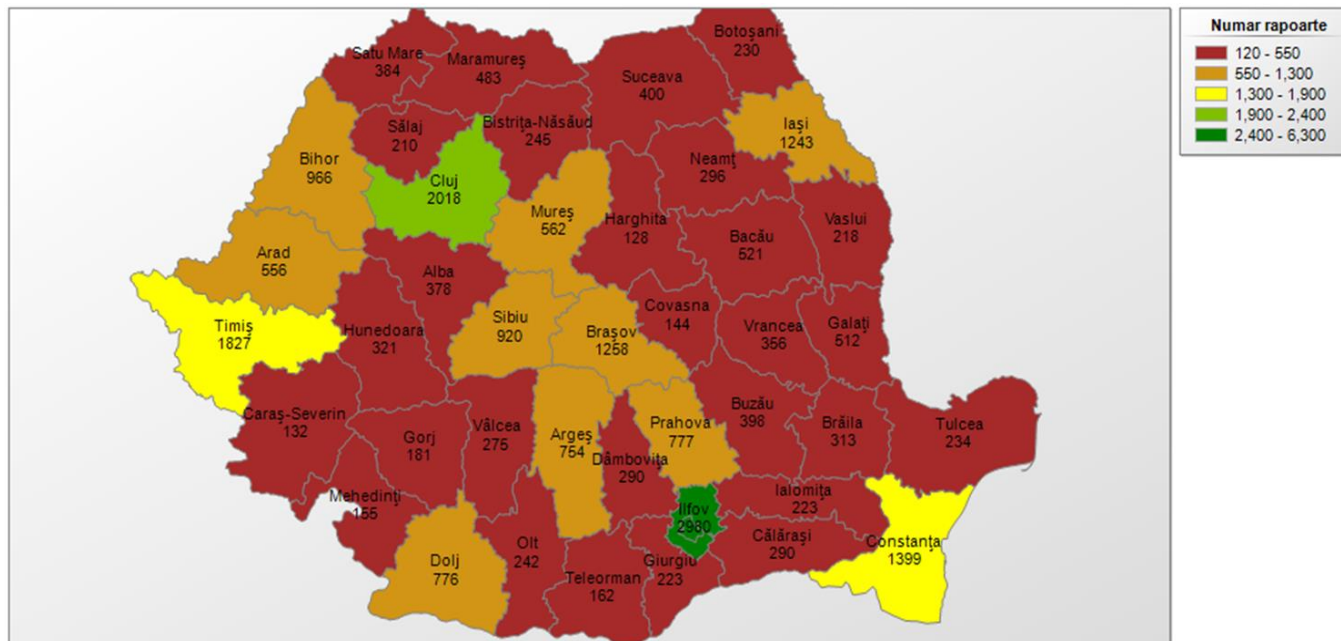 Numar rapoarte
120 - 550
550 - 1,300
1,300 - 1,900
1,900 - 2,400
2,400 - 6,300
Botoşani
230
Satu Mare
384
Maramureş
483
Suceava
400
Iaşi
1243
Sălaj
210
Bistriţa-Năsăud
245
Bihor
966
Neamţ
296
Cluj
2018
Mureş
562
Harghita
128
Vaslui
218
Bacău
521
Arad
556
Alba
378
Covasna
144
Timiş
1827
Hunedoara
321
Sibiu
920
Braşov
1258
Vrancea
356
Galaţi
512
Caraş-Severin
132
Gorj
181
Vâlcea
275
Argeş
754
Prahova
777
Dâmboviţa
290
Buzău
398
Brăila
313
Tulcea
234
Mehedinţi
155
Ilfov
2980
Ialomiţa
223
Călăraşi
290
Constanţa
1399
Dolj
776
Olt
242
Teleorman
162
Giurgiu
223